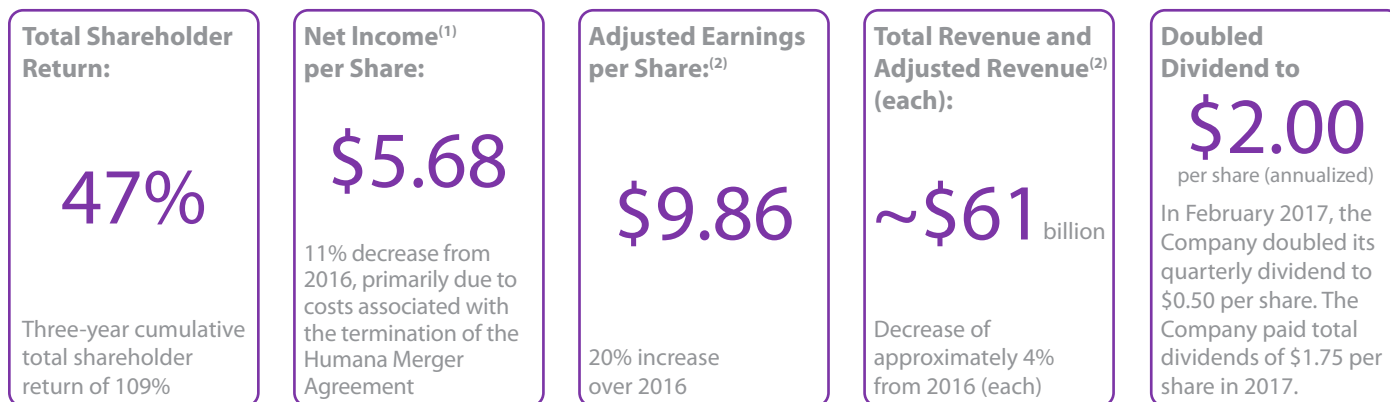 Total Shareholder
Return:
47%
Three-year cumulative
total shareholder
return of 109%
Net Income(1)
per Share:
$5.68
11% decrease from
2016, primarily due to
costs associated with
the termination of the
Humana Merger
Agreement
Adjusted Earnings
per Share:(2)
$9.86
20% increase
over 2016
Total Revenue and
Adjusted Revenue(2)
(each):
~$61 billion
Decrease of
approximately 4%
from 2016 (each)
Doubled
Dividend to
$2.00
per share (annualized)
In February 2017, the
Company doubled its
quarterly dividend to
$0.50 per share. The
Company paid total
dividends of $1.75 per
share in 2017.